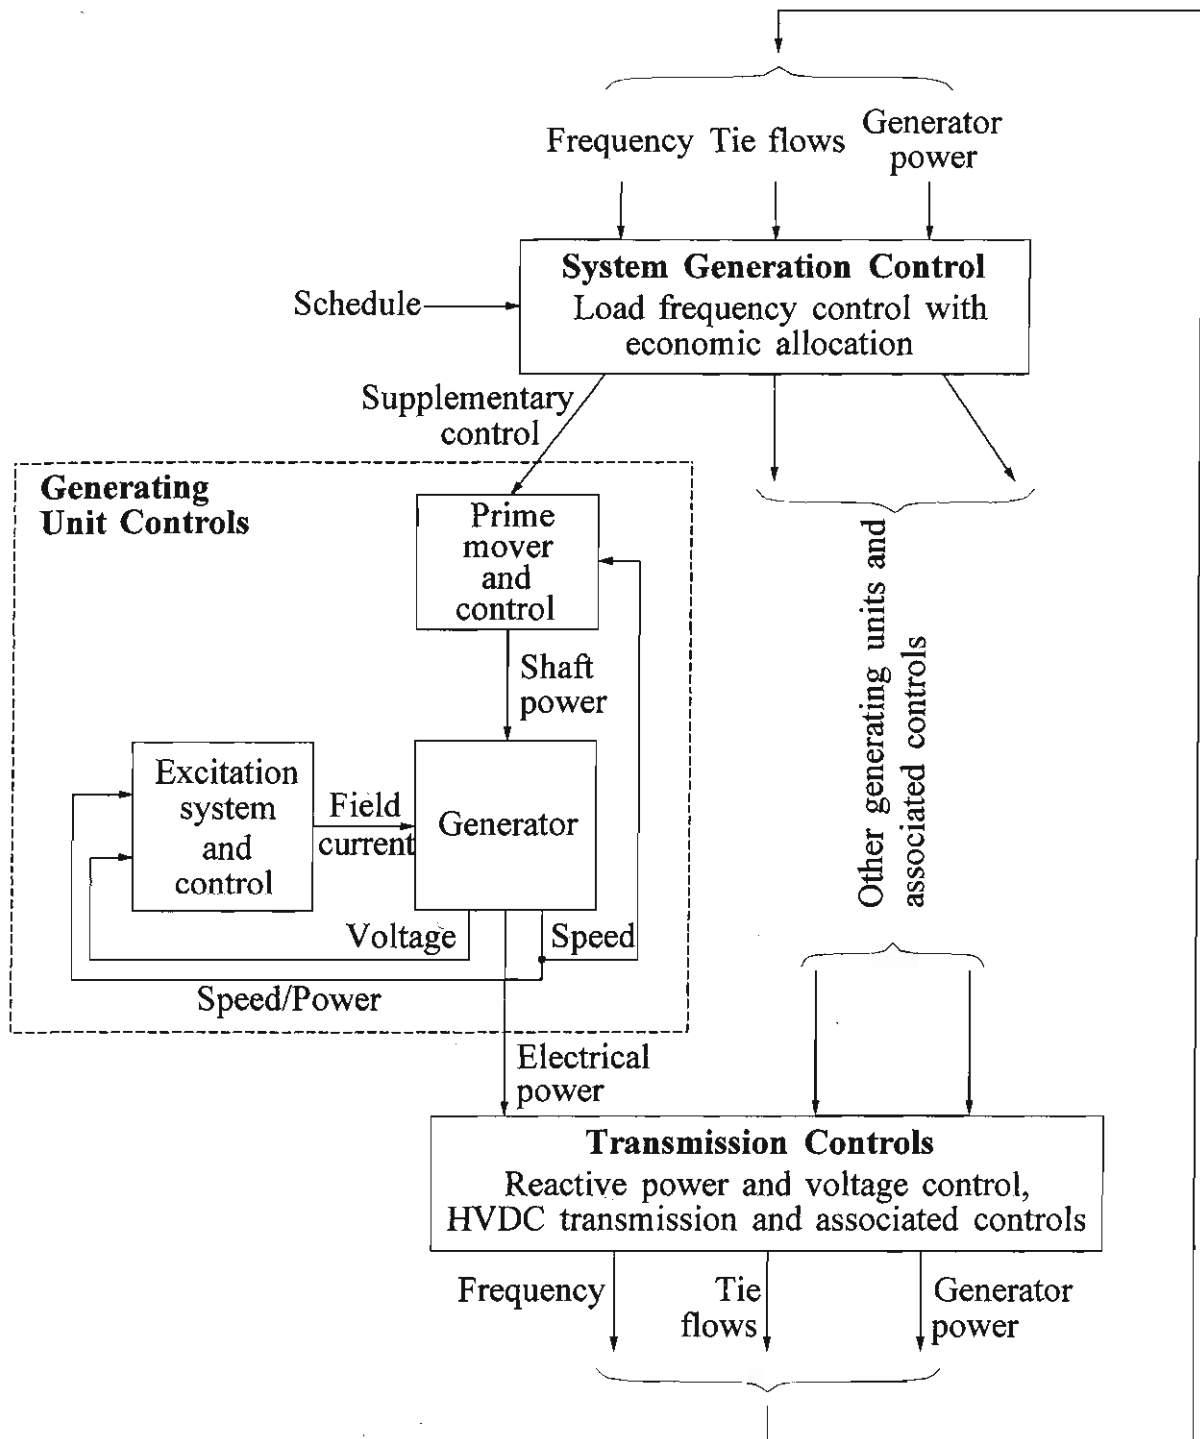 Frequency Tie flows Generator
power
System Generation Control
Schedule
Load frequency control with
economic allocation
Supplementary
control
Generating
Unit Controls
Prime
mover
and
control
Shaft
power
Other generating units and
associated controls
Excitation
system
and
control
Field
current
Generator
Voltage
Speed
Speed/Power
Electrical
power
Transmission Controls
Reactive power and voltage control,
HVDC transmission and associated controls
Frequency
Tie
flows
Generator
power